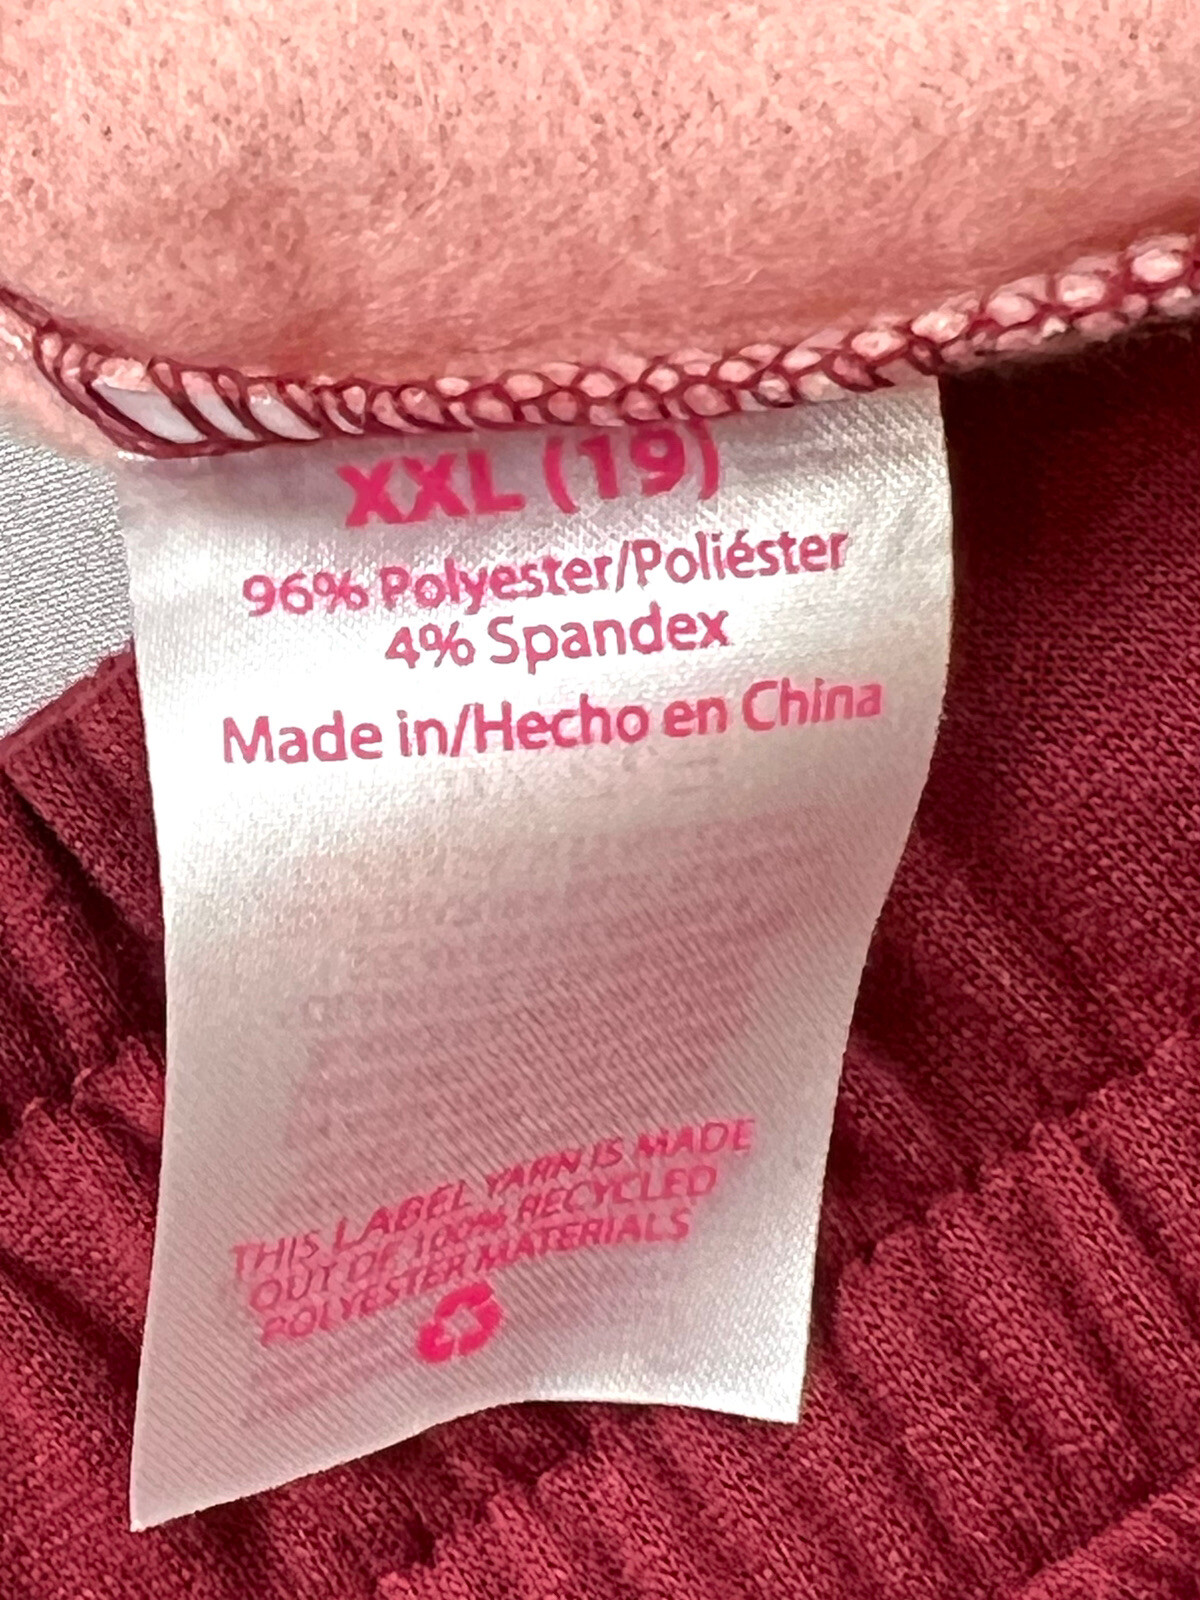 XXL (19)
96% Polyester/Poliéster
4% Spandex
Made in/Hecho en China
THIS LABEL YARN IS MADE
OUT OF 100% RECYCLED
POLYESTER MATERIALS